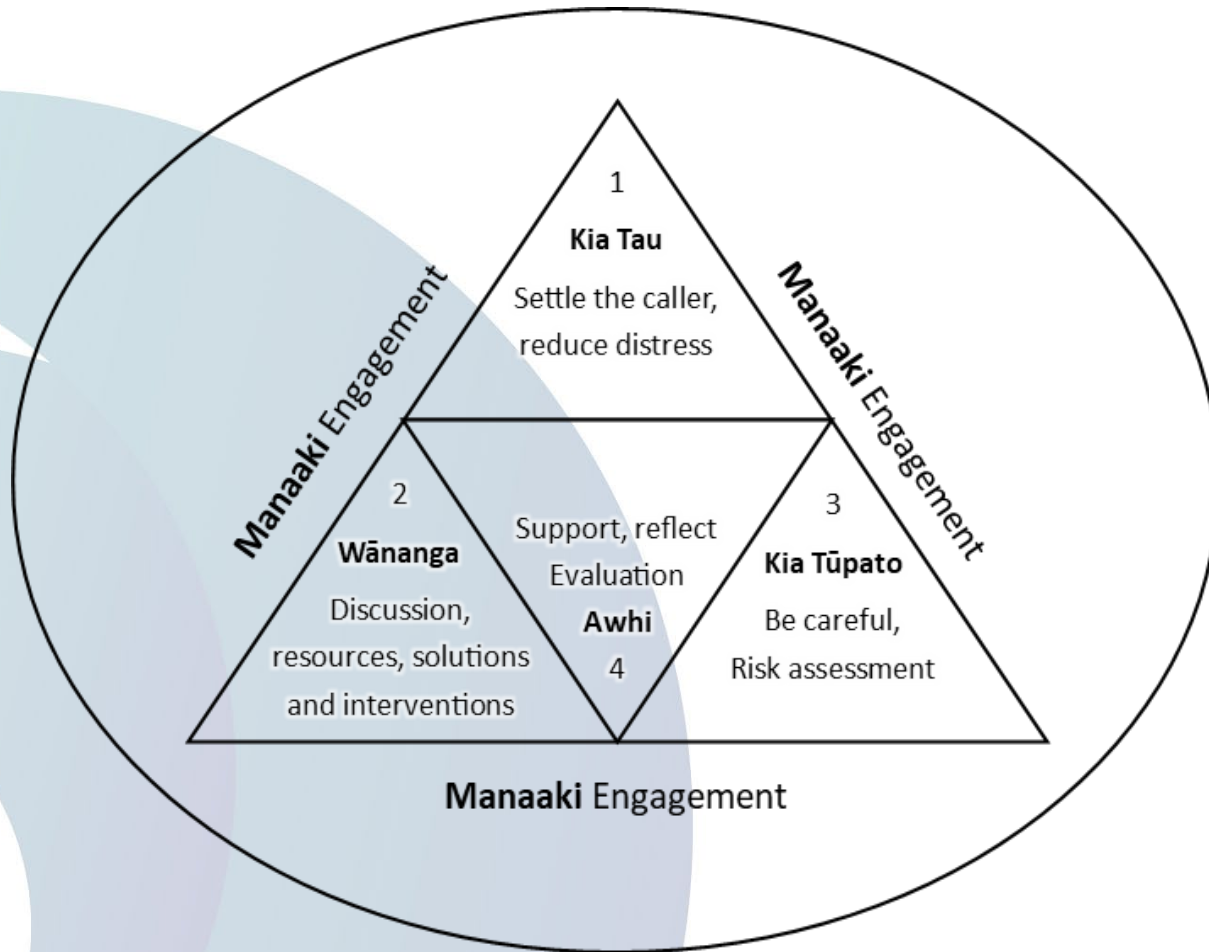 1
Kia Tau
Settle the caller,
reduce distress
Manaaki Engagement
Manaaki Engagement
2
Wānanga
Discussion,
resources, solutions
and interventions
Support, reflect
Evaluation
Awhi
4
3
Kia Tūpato
Be careful,
Risk assessment
Manaaki Engagement